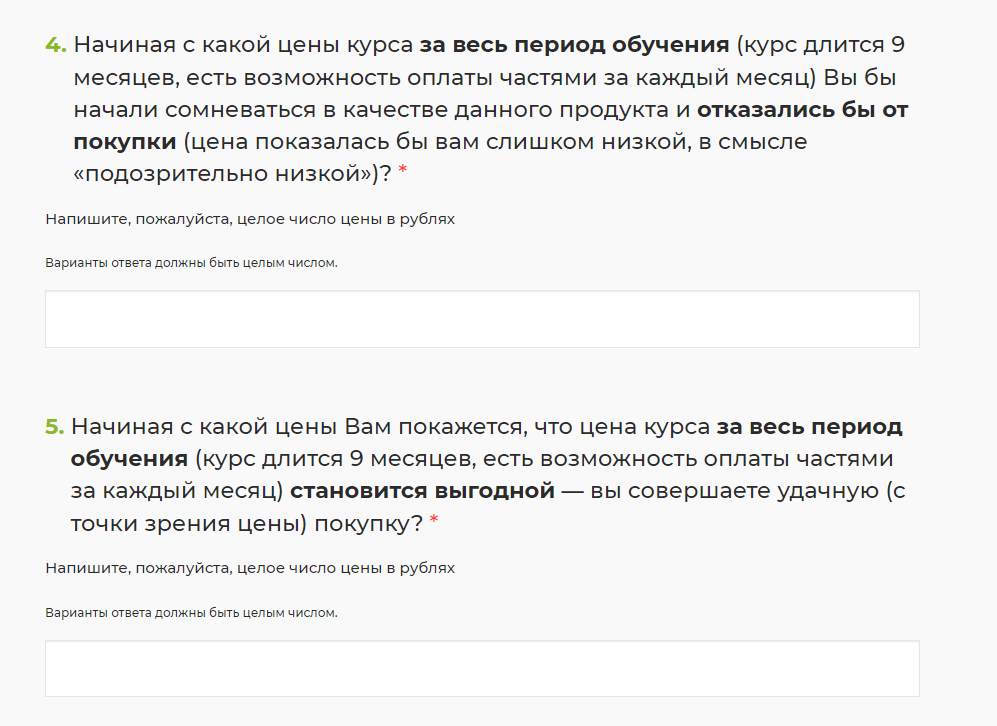 4. Начиная с какой цены курса за весь период обучения (курс длится 9
месяцев, есть возможность оплаты частями за каждый месяц) Вы бы
начали сомневаться в качестве данного продукта и отказались бы от
покупки (цена показалась бы вам слишком низкой, в смысле
«подозрительно низкой»)? *
Напишите, пожалуйста, целое число цены в рублях
Варианты ответа должны быть целым числом.
5. Начиная с какой цены Вам покажется, что цена курса за весь период
обучения (курс длится 9 месяцев, есть возможность оплаты частями
за каждый месяц) становится выгодной — вы совершаете удачную (с
точки зрения цены) покупку? *
Напишите, пожалуйста, целое число цены в рублях
Варианты ответа должны быть целым числом.